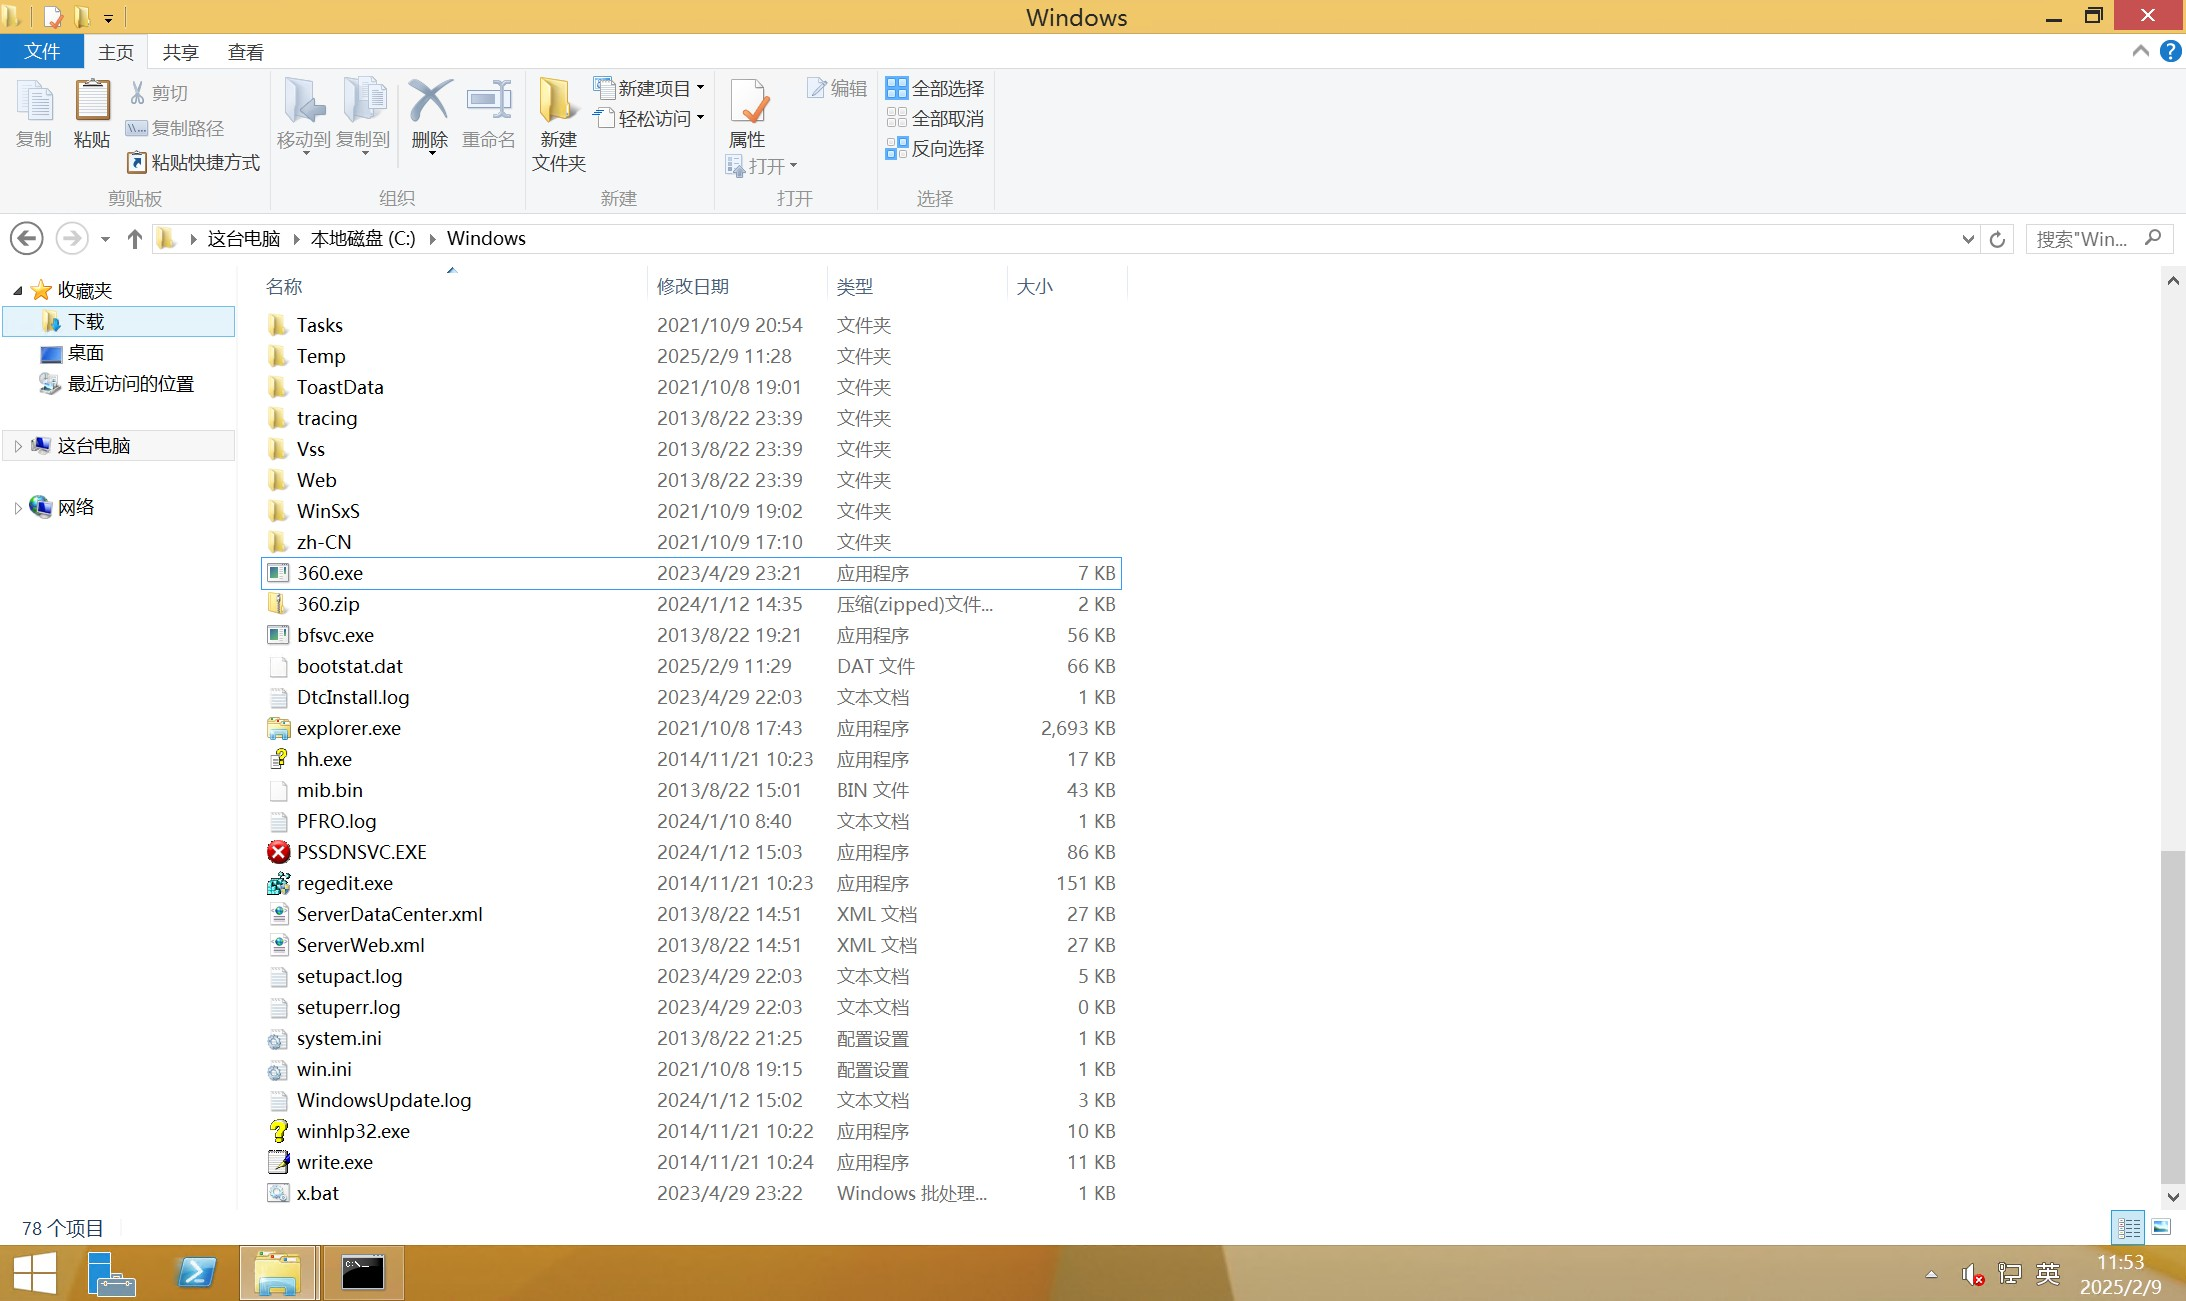 Windows
文件 主页 共享 查看
复制
粘贴
剪切
复制路径
粘贴快捷方式
剪贴板
移动到
复制到
删除
重命名
组织
新建
文件夹
新建项目
轻松访问
新建
属性
打开
编辑
打开
全部选择
全部取消
反向选择
选择
这台电脑 本地磁盘 (C:) Windows
搜索"Win...
收藏夹
下载
桌面
最近访问的位置
这台电脑
网络
名称 修改日期 类型 大小
Tasks 2021/10/9 20:54 文件夹
Temp 2025/2/9 11:28 文件夹
ToastData 2021/10/8 19:01 文件夹
tracing 2013/8/22 23:39 文件夹
Vss 2013/8/22 23:39 文件夹
Web 2013/8/22 23:39 文件夹
WinSxS 2021/10/9 19:02 文件夹
zh-CN 2021/10/9 17:10 文件夹
360.exe 2023/4/29 23:21 应用程序 7 KB
360.zip 2024/1/12 14:35 压缩(zipped)文件... 2 KB
bfsvc.exe 2013/8/22 19:21 应用程序 56 KB
bootstat.dat 2025/2/9 11:29 DAT 文件 66 KB
DtcInstall.log 2023/4/29 22:03 文本文档 1 KB
explorer.exe 2021/10/8 17:43 应用程序 2,693 KB
hh.exe 2014/11/21 10:23 应用程序 17 KB
mib.bin 2013/8/22 15:01 BIN 文件 43 KB
PFRO.log 2024/1/10 8:40 文本文档 1 KB
PSSDNSVC.EXE 2024/1/12 15:03 应用程序 86 KB
regedit.exe 2014/11/21 10:23 应用程序 151 KB
ServerDataCenter.xml 2013/8/22 14:51 XML 文档 27 KB
ServerWeb.xml 2013/8/22 14:51 XML 文档 27 KB
setupact.log 2023/4/29 22:03 文本文档 5 KB
setuperr.log 2023/4/29 22:03 文本文档 0 KB
system.ini 2013/8/22 21:25 配置设置 1 KB
win.ini 2021/10/8 19:15 配置设置 1 KB
WindowsUpdate.log 2024/1/12 15:02 文本文档 3 KB
winhlp32.exe 2014/11/21 10:22 应用程序 10 KB
write.exe 2014/11/21 10:24 应用程序 11 KB
x.bat 2023/4/29 23:22 Windows 批处理... 1 KB
78 个项目
C:\_
英
11:53
2025/2/9